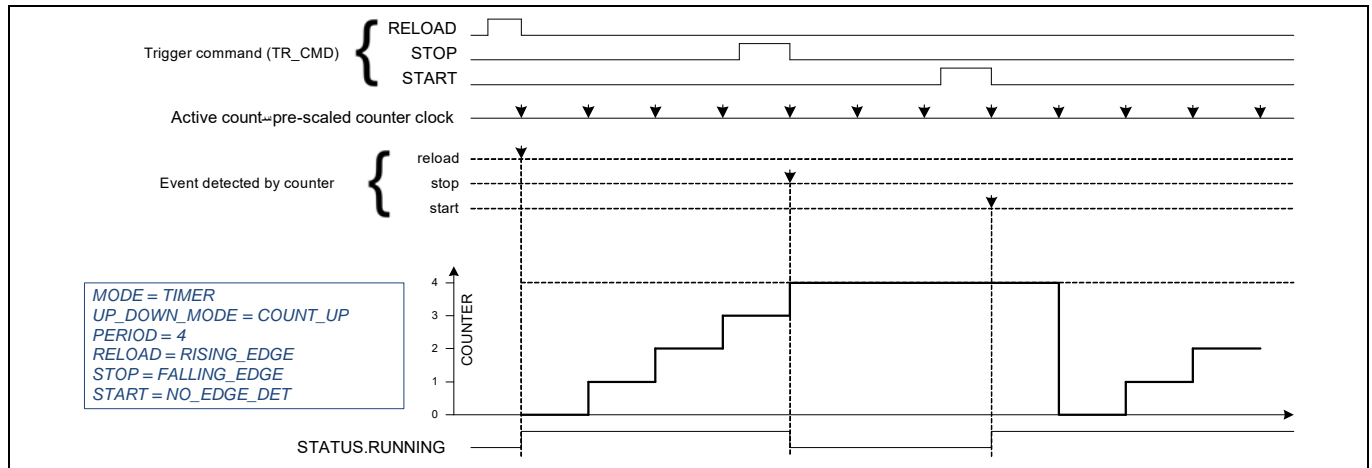 RELOAD
Trigger command (TR_CMD)
STOP
START
Active count–pre-scaled counter clock
reload
Event detected by counter
stop
start
MODE = TIMER
UP_DOWN_MODE = COUNT_UP
PERIOD = 4
RELOAD = RISING_EDGE
STOP = FALLING_EDGE
START = NO_EDGE_DET
COUNTER
4
3
2
1
0
STATUS.RUNNING